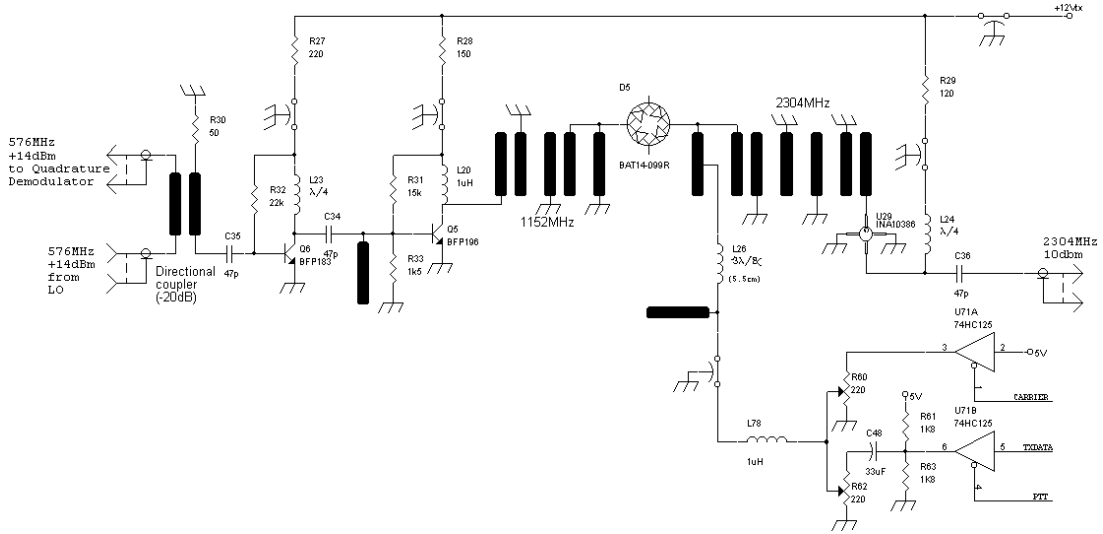 +12Vtx
R27
220
R28
150
R29
120
R30
50
D5
BAT14-099R
2304MHz
576MHz
+14dBm
to Quadrature
Demodulator
R32
22k
L23
λ/4
R31
15k
L20
1uH
1152MHz
C34
47p
Q5
BFP196
C35
47p
Q6
BFP183
R33
1k5
U29
INA10386
L24
λ/4
576MHz
+14dBm
from
LO
Directional
coupler
(-20dB)
L26
(5.5cm)
C36
47p
2304MHz
10dbm
U71A
74HC125
3
2
5V
1
CARRIER
R60
220
5V
R61
1K8
U71B
74HC125
L78
1uH
C48
33uF
6
5
TXDATA
R62
220
R63
1K8
4
PTT